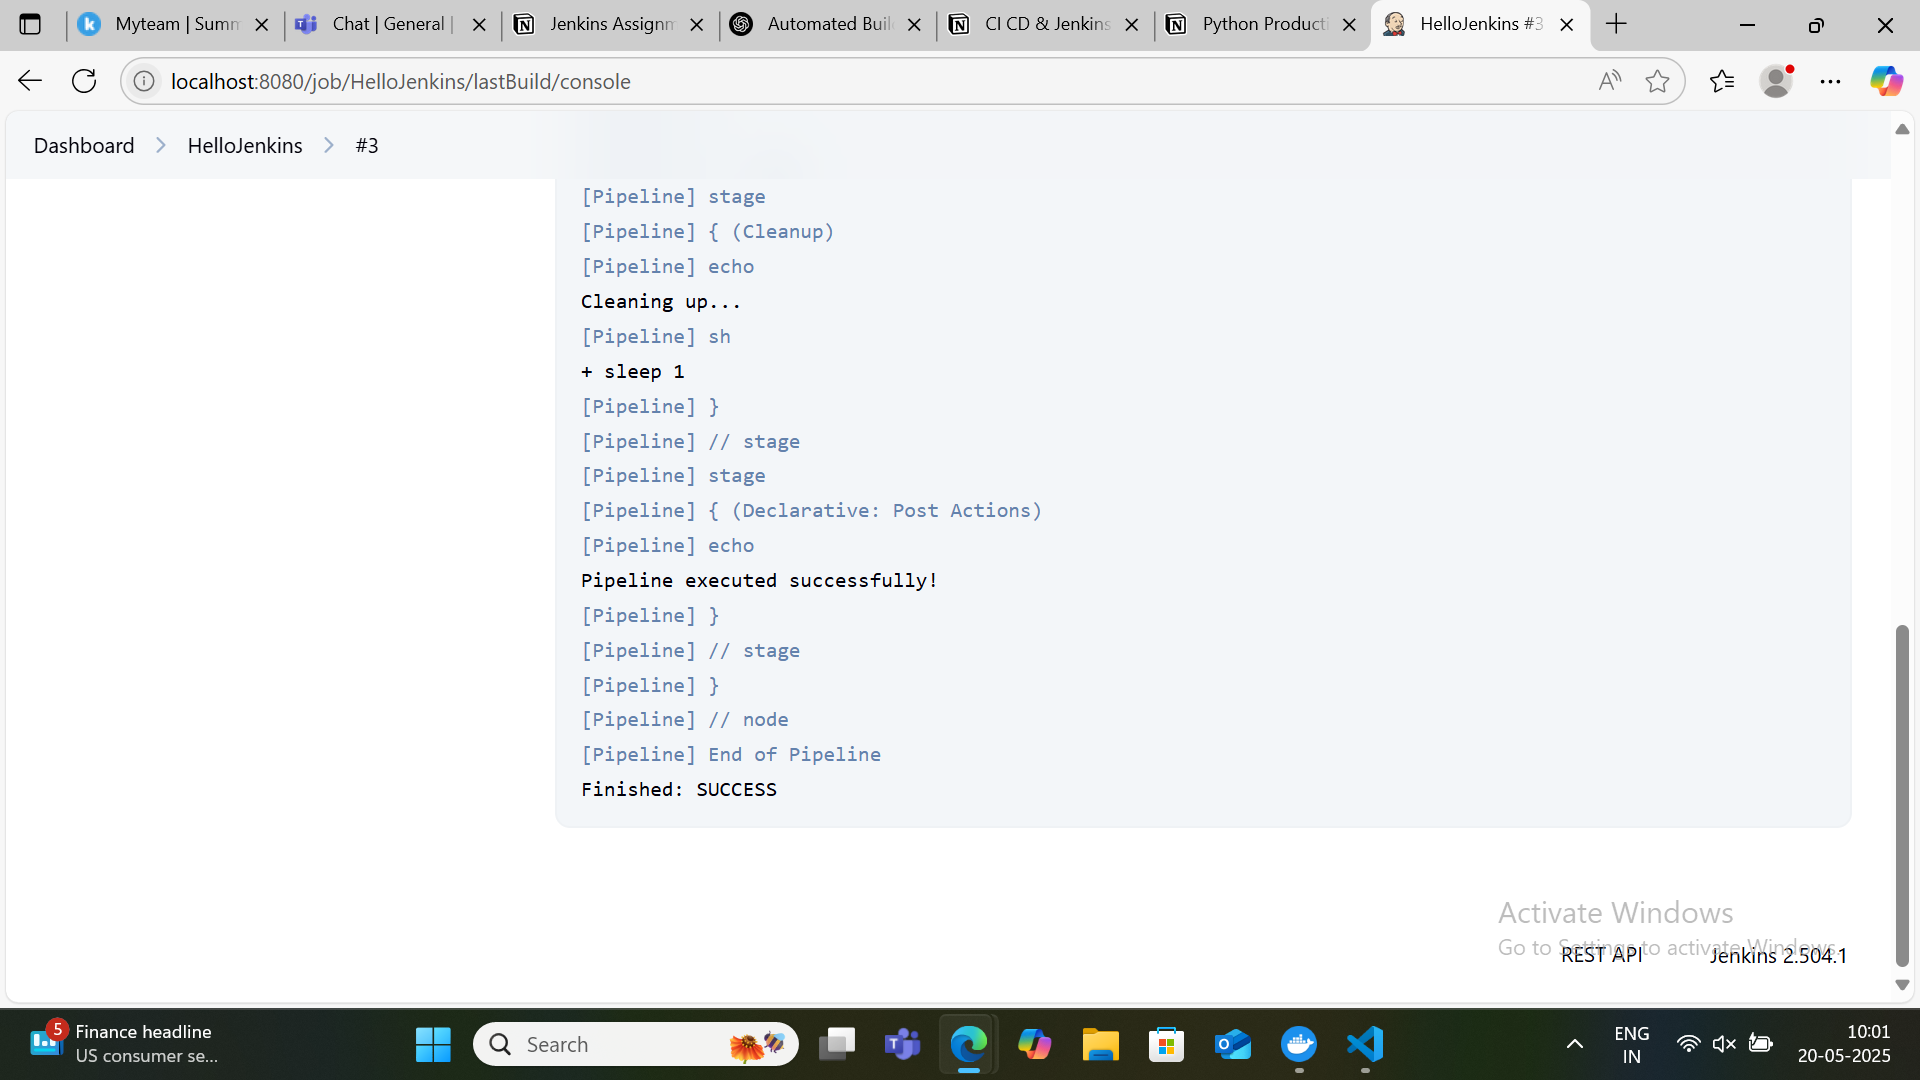 Myteam | Summ
Chat | General |
Jenkins Assignm
Automated Buil
CI CD & Jenkins
Python Producti
HelloJenkins #3
localhost:8080/job/HelloJenkins/lastBuild/console
Dashboard
HelloJenkins
#3
[Pipeline] stage
[Pipeline] { (Cleanup)
[Pipeline] echo
Cleaning up...
[Pipeline] sh
+ sleep 1
[Pipeline] }
[Pipeline] // stage
[Pipeline] stage
[Pipeline] { (Declarative: Post Actions)
[Pipeline] echo
Pipeline executed successfully!
[Pipeline] }
[Pipeline] // stage
[Pipeline] }
[Pipeline] // node
[Pipeline] End of Pipeline
Finished: SUCCESS
Activate Windows
Go to Settings to activate Windows.
REST API
Jenkins 2.504.1
5
Finance headline
US consumer se...
Search
ENG
IN
10:01
20-05-2025